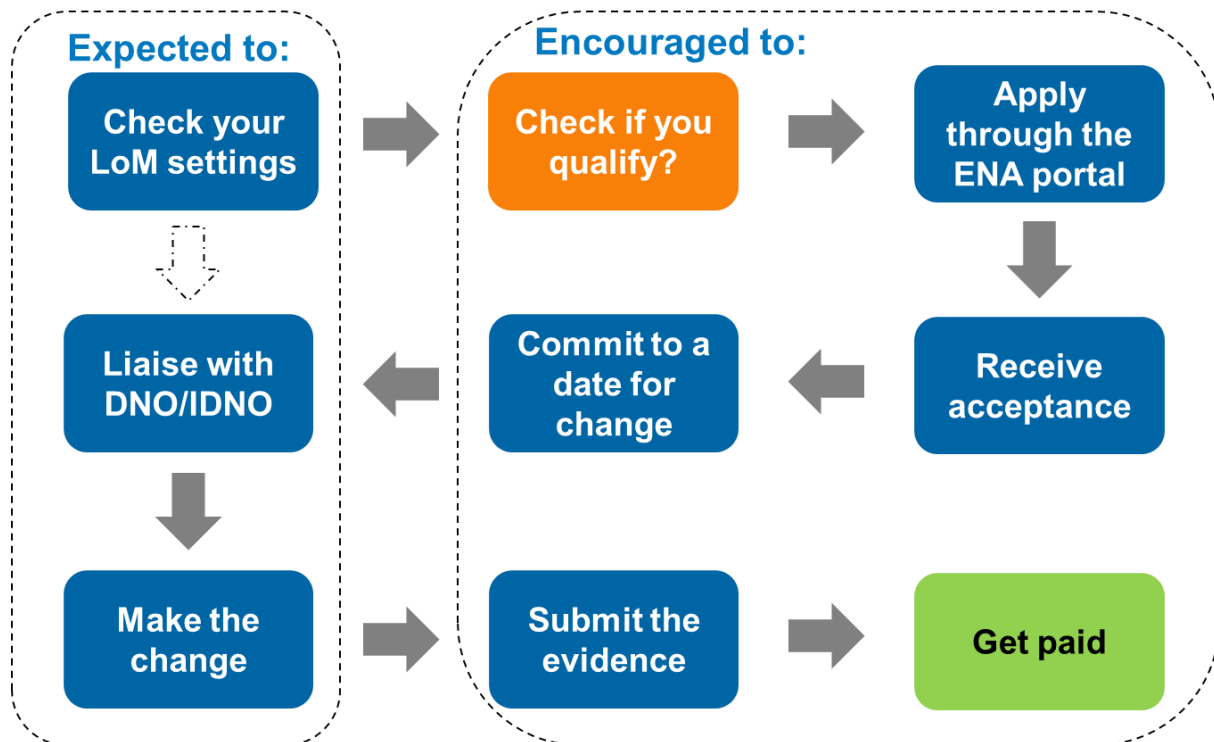 Expected to:
Encouraged to:
Check your
LoM settings
Check if you
qualify?
Apply
through the
ENA portal
Liaise with
DNO/IDNO
Commit to a
date for
change
Receive
acceptance
Make the
change
Submit the
evidence
Get paid